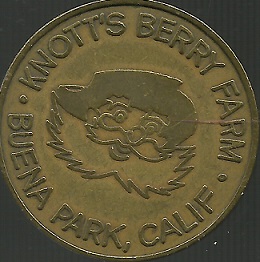 • KNOTT'S BERRY FARM •
BUENA PARK, CALIF